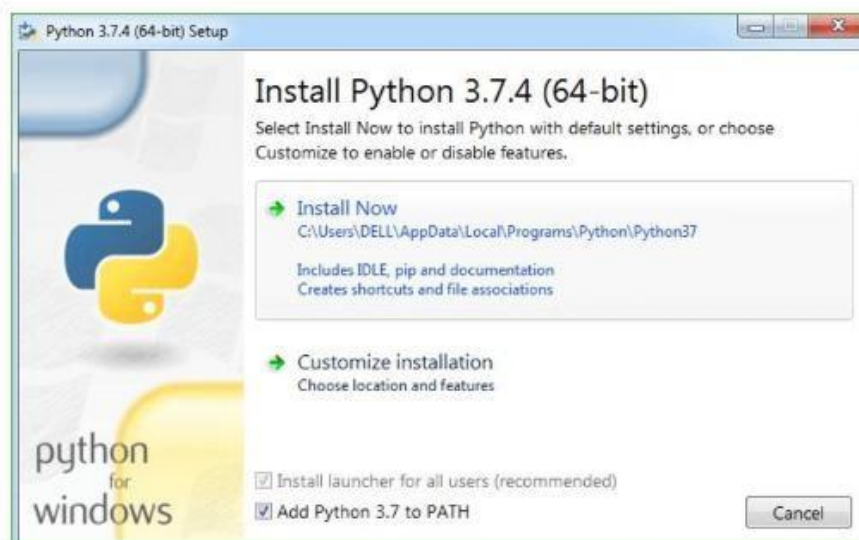 Python 3.7.4 (64-bit) Setup
Install Python 3.7.4 (64-bit)
Select Install Now to install Python with default settings, or choose
Customize to enable or disable features.
Install Now
C:\Users\DELL\AppData\Local\Programs\Python\Python37
Includes IDLE, pip and documentation
Creates shortcuts and file associations
Customize installation
Choose location and features
python
for
windows
Install launcher for all users (recommended)
Add Python 3.7 to PATH
Cancel